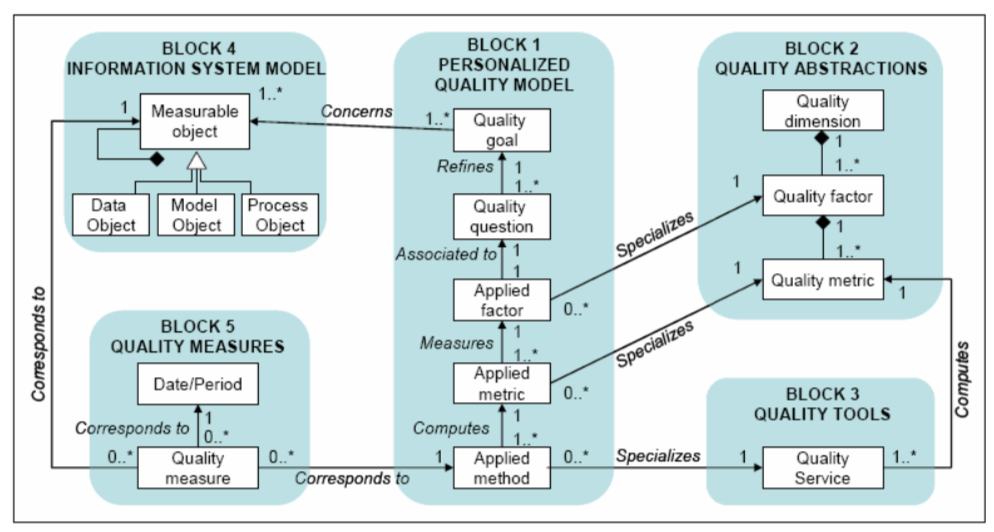 BLOCK 4
INFORMATION SYSTEM MODEL
1
1..*
Measurable
object
Data
Object
Model
Object
Process
Object
Concerns
BLOCK 1
PERSONALIZED
QUALITY MODEL
1..*
Quality
goal
Refines
1
1..*
Quality
question
Associated to
1
1
Applied
factor
Measures
1
1..*
Applied
metric
Computes
1
1..*
Applied
method
BLOCK 2
QUALITY ABSTRACTIONS
Quality
dimension
1
1..*
1
Quality factor
1
1..*
1
Quality metric
1
Specializes
0..*
Specializes
0..*
Corresponds to
BLOCK 5
QUALITY MEASURES
Date/Period
Corresponds to
1
0..*
0..*
Quality
measure
0..*
Corresponds to
1
0..*
Specializes
1
BLOCK 3
QUALITY TOOLS
Quality
Service
1..*
Computes